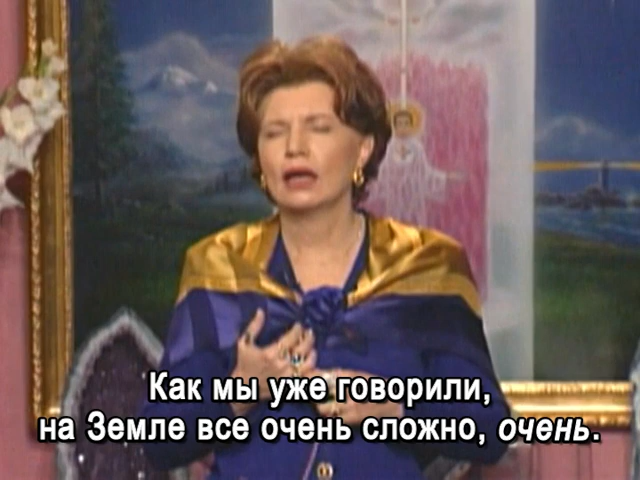 Как мы уже говорили,
на Земле все очень сложно, очень.